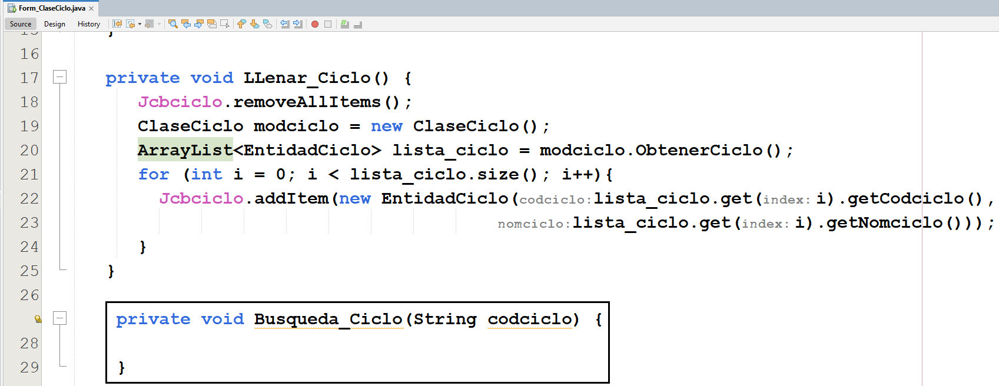 Form_ClaseCiclo.java
Source Design History
}
16
17 private void LLenar_Ciclo() {
18 Jcbciclo.removeAllItems();
19 ClaseCiclo modciclo = new ClaseCiclo();
20 ArrayList<EntidadCiclo> lista_ciclo = modciclo.ObtenerCiclo();
21 for (int i = 0; i < lista_ciclo.size(); i++){
22 Jcbciclo.addItem(new EntidadCiclo(codciclo:lista_ciclo.get(index: i).getCodciclo(),
23 nomciclo:lista_ciclo.get(index: i).getNomciclo()));
24 }
25 }
26
private void Busqueda_Ciclo(String codciclo) {
28
29 }